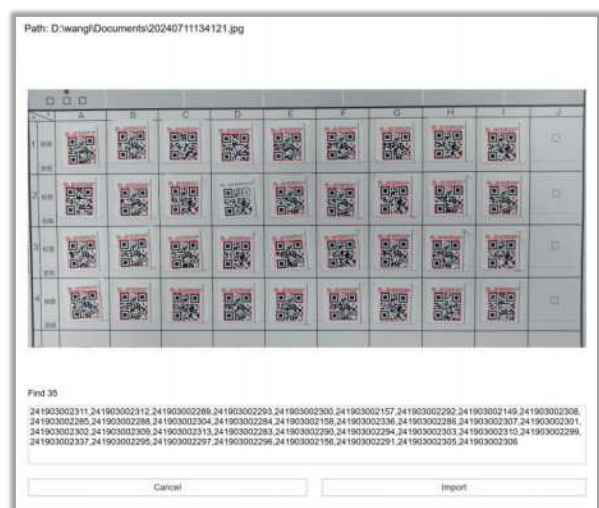 Path: D:\wangl\Documents\20240711134121.jpg
A B C D E F G H I J
1
2
3
4
Find 35
241903002311,241903002312,241903002289,241903002293,241903002300,241903002157,241903002292,241903002149,241903002308,
241903002285,241903002288,241903002304,241903002284,241903002158,241903002336,241903002286,241903002307,241903002301,
241903002302,241903002309,241903002313,241903002283,241903002290,241903002294,241903002303,241903002310,241903002299,
241903002337,241903002295,241903002297,241903002296,241903002156,241903002291,241903002305,241903002306
Cancel Import